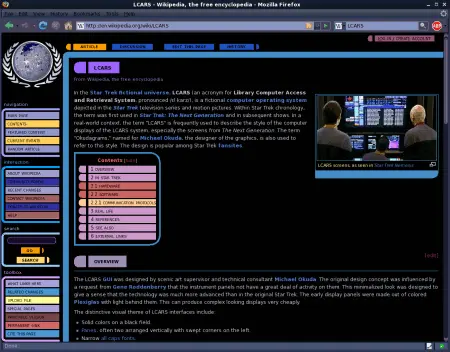 LCARS - Wikipedia, the free encyclopedia - Mozilla Firefox
File Edit View History Bookmarks Tools Help
http://en.wikipedia.org/wiki/LCARS
LCARS
LOG IN / CREATE ACCOUNT
ARTICLE DISCUSSION EDIT THIS PAGE HISTORY
LCARS
From Wikipedia, the free encyclopedia
In the Star Trek fictional universe, LCARS (an acronym for Library Computer Access
and Retrieval System; pronounced is a fictional computer operating system
depicted in the Star Trek television series and motion pictures. Within Star Trek chronology,
the term was first used in Star Trek: The Next Generation and in subsequent shows. In a
real-world context, the term "LCARS" is frequently used to describe the style of the computer
displays of the LCARS system, especially the screens from The Next Generation. The term
"Okudagrams," named for Michael Okuda, the designer of the graphics, is also used to
refer to this style. The design is popular among Star Trek fansites.
LCARS screens, as seen in Star Trek
Contents [hide]
1 OVERVIEW
2 IN STAR TREK
2.1 HARDWARE
2.2 SOFTWARE
2.2.1 COMMUNICATION PROTOCOLS
3 REAL LIFE
4 REFERENCES
5 SEE ALSO
6 EXTERNAL LINKS
navigation
MAIN PAGE
CONTENTS
FEATURED CONTENT
CURRENT EVENTS
RANDOM ARTICLE
interaction
ABOUT WIKIPEDIA
RECENT CHANGES
CONTACT WIKIPEDIA
HELP
search
GO
SEARCH
toolbox
WHAT LINKS HERE
RELATED CHANGES
UPLOAD FILE
SPECIAL PAGES
PRINTABLE VERSION
PERMANENT LINK
CITE THIS PAGE
[edit]
OVERVIEW
The LCARS GUI was designed by scenic art supervisor and technical consultant Michael Okuda. The original design concept was influenced by
a request from Gene Roddenberry that the instrument panels not have a great deal of activity on them. This minimalized look was designed to
give a sense that the technology was much more advanced than in the original Star Trek. The early display panels were made out of colored
Plexiglas with light behind them. This can produce complex looking displays very cheaply.
The distinctive visual theme of LCARS interfaces include:
Solid colors on a black field.
Panes, often two arranged vertically with swept corners on the left.
Narrow all caps fonts.
Done